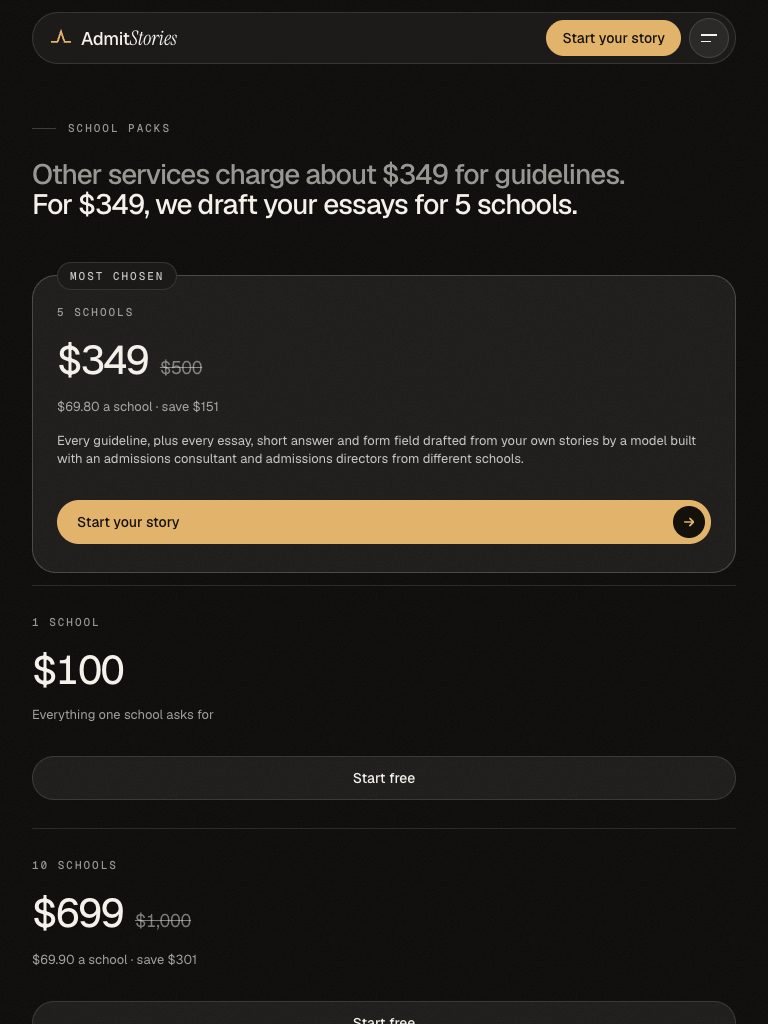 AdmitStories
Start your story
SCHOOL PACKS
Other services charge about $349 for guidelines.
For $349, we draft your essays for 5 schools.
MOST CHOSEN
5 SCHOOLS
$349 $500
$69.80 a school · save $151
Every guideline, plus every essay, short answer and form field drafted from your own stories by a model built
with an admissions consultant and admissions directors from different schools.
Start your story
1 SCHOOL
$100
Everything one school asks for
Start free
10 SCHOOLS
$699 $1,000
$69.90 a school · save $301
Start free